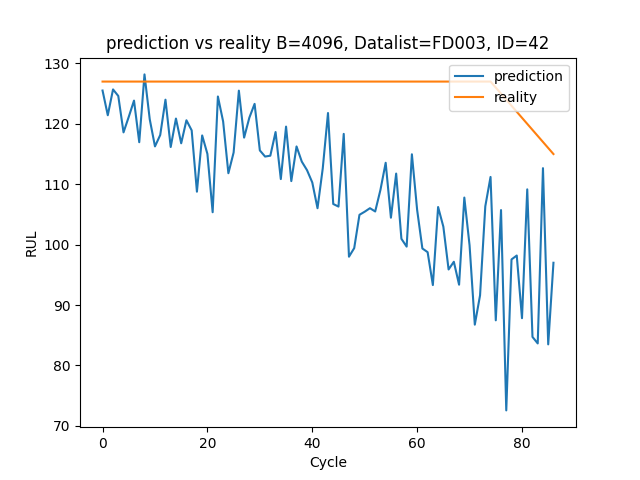 prediction vs reality B=4096, Datalist=FD003, ID=42
prediction
reality
RUL
130
120
110
100
90
80
70
0 20 40 60 80
Cycle